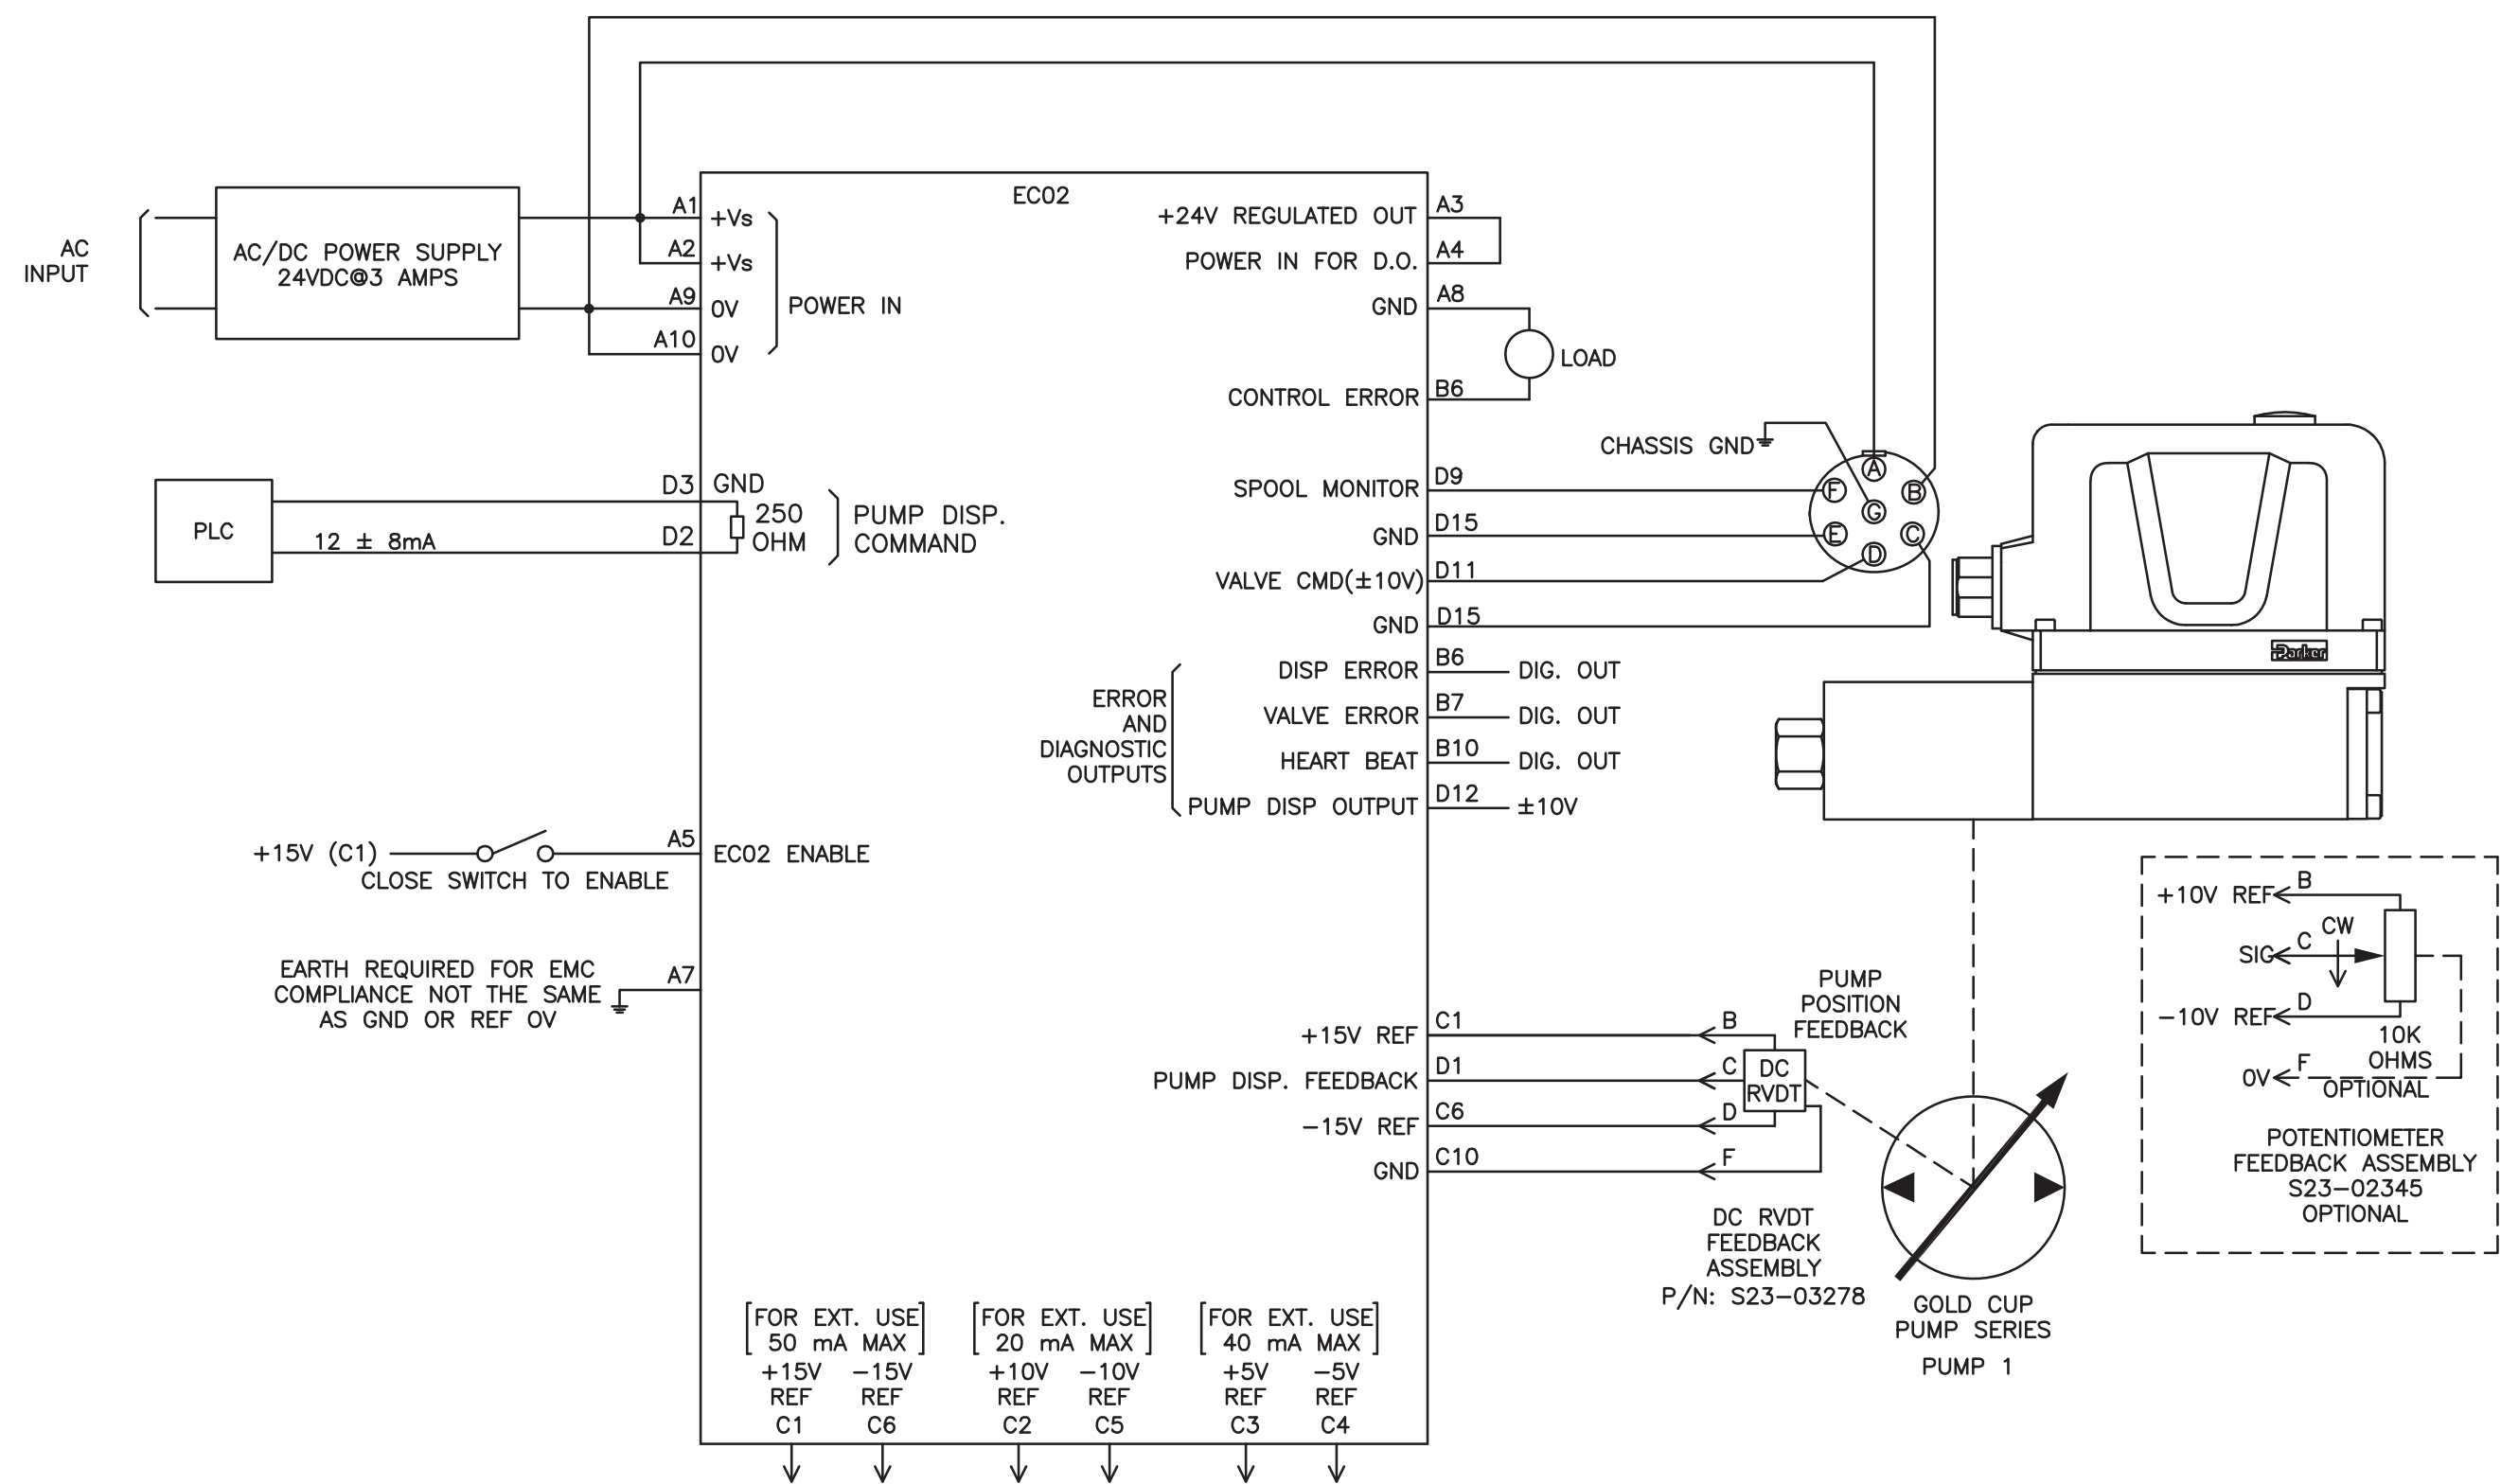 EC02
AC
INPUT
AC/DC POWER SUPPLY
24VDC@3 AMPS
A1
+Vs
A2
+Vs
A9
0V
A10
0V
POWER IN
PLC
12 ± 8mA
D3
GND
D2
250
OHM
PUMP DISP.
COMMAND
+15V (C1)
CLOSE SWITCH TO ENABLE
A5
EC02 ENABLE
EARTH REQUIRED FOR EMC
COMPLIANCE NOT THE SAME
AS GND OR REF 0V
A7
+24V REGULATED OUT
A3
POWER IN FOR D.O.
A4
GND
A8
LOAD
CONTROL ERROR
B6
CHASSIS GND
SPOOL MONITOR
D9
GND
D15
VALVE CMD(±10V)
D11
GND
D15
A
B
C
D
E
F
G
Parker
ERROR
AND
DIAGNOSTIC
OUTPUTS
DISP ERROR
B6
DIG. OUT
VALVE ERROR
B7
DIG. OUT
HEART BEAT
B10
DIG. OUT
PUMP DISP OUTPUT
D12
±10V
+15V REF
C1
B
PUMP DISP. FEEDBACK
D1
C
-15V REF
C6
D
GND
C10
F
DC
RVDT
PUMP
POSITION
FEEDBACK
DC RVDT
FEEDBACK
ASSEMBLY
P/N: S23-03278
GOLD CUP
PUMP SERIES
PUMP 1
+10V REF
B
SIG
C
CW
-10V REF
D
10K
OHMS
0V
F
OPTIONAL
POTENTIOMETER
FEEDBACK ASSEMBLY
S23-02345
OPTIONAL
FOR EXT. USE
50 mA MAX
+15V
REF
C1
-15V
REF
C6
FOR EXT. USE
20 mA MAX
+10V
REF
C2
-10V
REF
C5
FOR EXT. USE
40 mA MAX
+5V
REF
C3
-5V
REF
C4